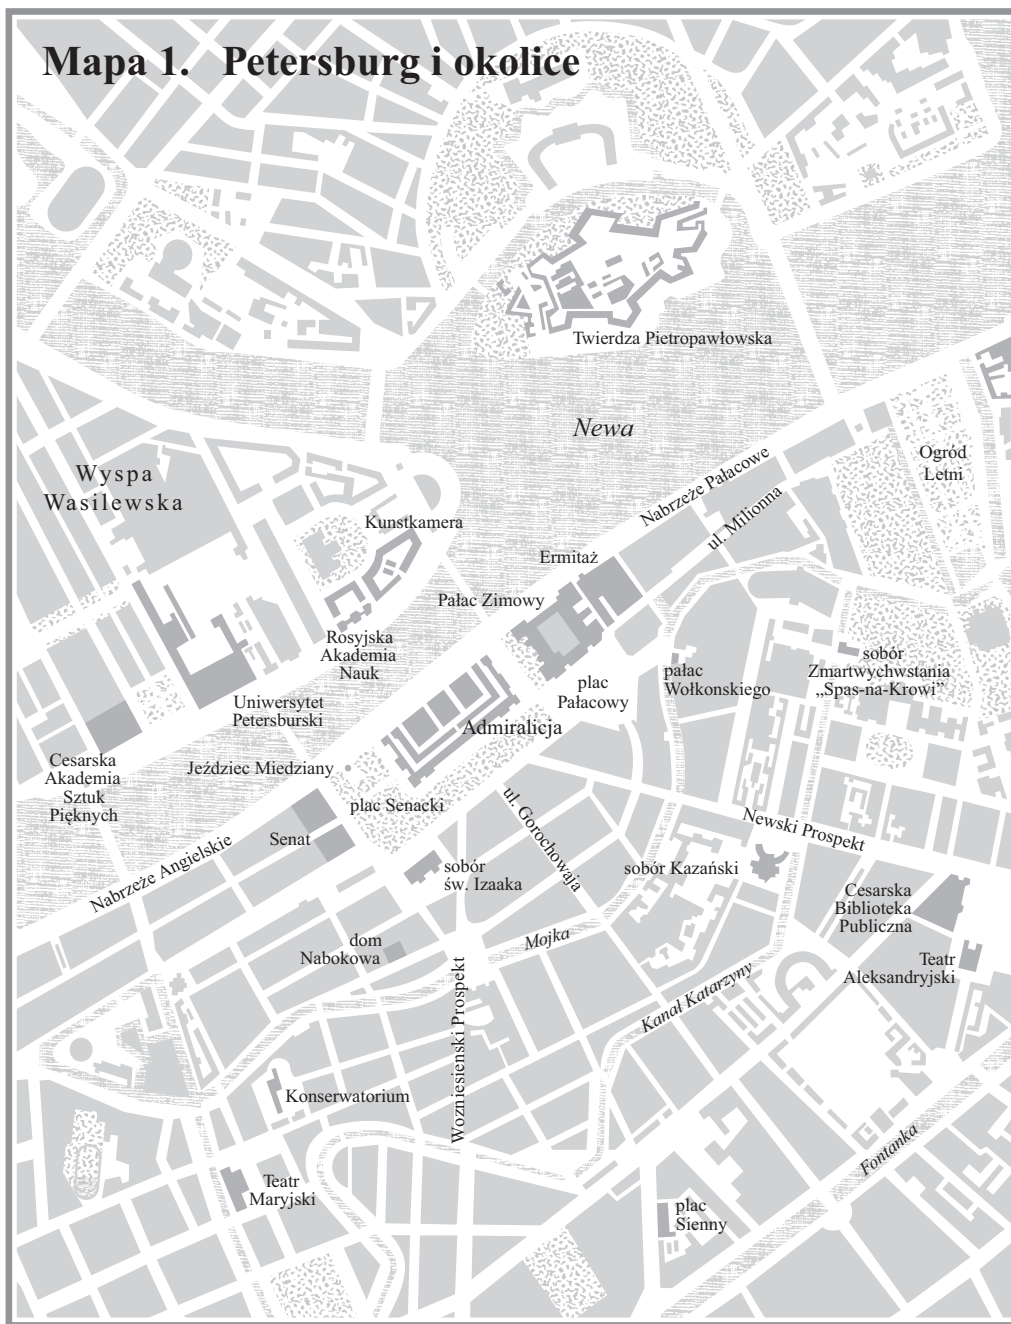 Mapa 1. Petersburg i okolice
Twierdza Pietropawłowska
Newa
Ogród
Letni
Wyspa
Wasilewska
Nabrzeże Pałacowe
ul. Milionna
Kunstkamera
Ermitaż
Pałac Zimowy
Rosyjska
Akademia
Nauk
sobór
Zmartwychwstania
„Spas-na-Krowi”
pałac
Wołkonskiego
plac
Pałacowy
Uniwersytet
Petersburski
Admiralicja
Cesarska
Akademia
Sztuk
Pięknych
Jeździec Miedziany
plac Senacki
ul. Gorochowaja
Newski Prospekt
Senat
Nabrzeże Angielskie
sobór
św. Izaaka
sobór Kazański
Cesarska
Biblioteka
Publiczna
dom
Nabokowa
Mojka
Teatr
Aleksandryjski
Wozniesienski Prospekt
Kanał Katarzyny
Konserwatorium
Fontanka
Teatr
Maryjski
plac
Sienny